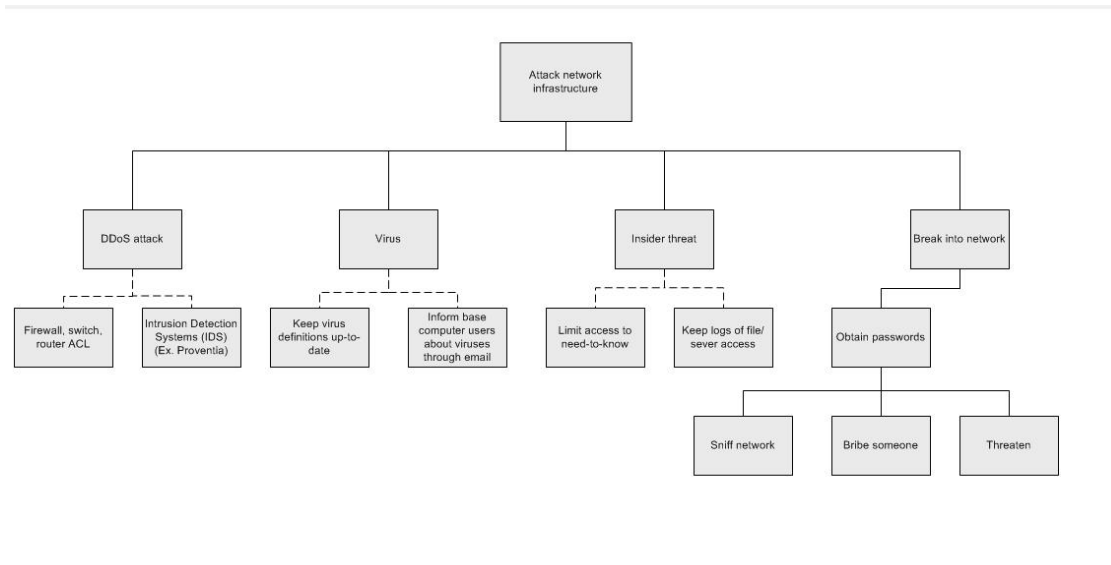 Attack network
infrastructure
DDoS attack
Virus
Insider threat
Break into network
Firewall, switch,
router ACL
Intrusion Detection
Systems (IDS)
(Ex. Proventia)
Keep virus
definitions up-to-
date
Inform base
computer users
about viruses
through email
Limit access to
need-to-know
Keep logs of file/
sever access
Obtain passwords
Sniff network
Bribe someone
Threaten